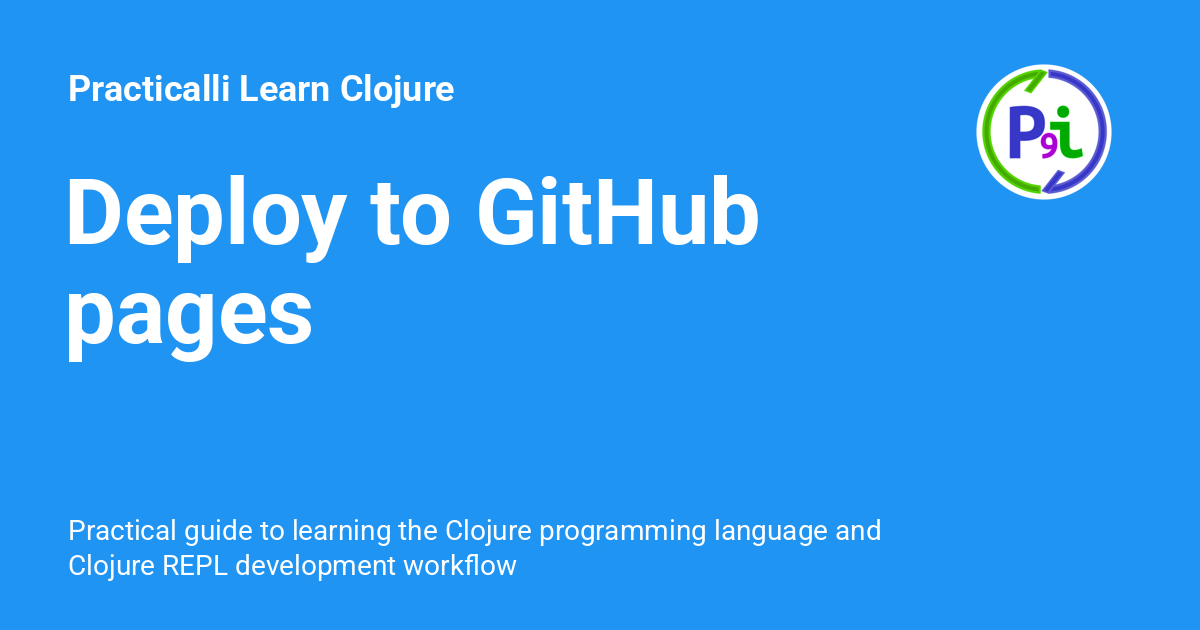 Practicalli Learn Clojure
P9i
Deploy to GitHub
pages
Practical guide to learning the Clojure programming language and
Clojure REPL development workflow